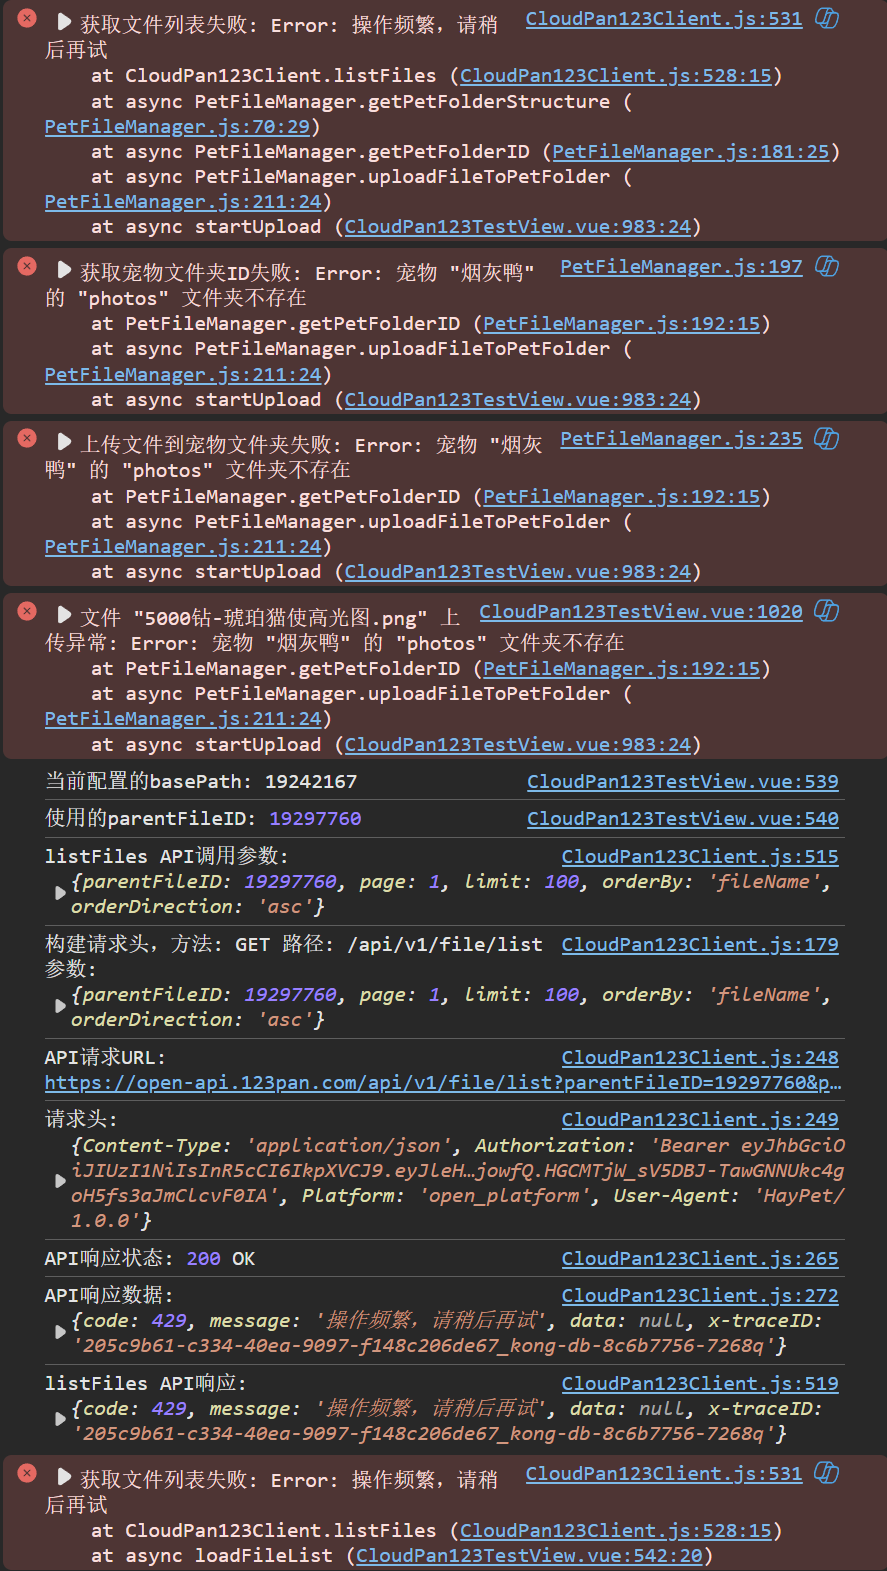 获取文件列表失败: Error: 操作频繁，请稍后再试 CloudPan123Client.js:531
at CloudPan123Client.listFiles (CloudPan123Client.js:528:15)
at async PetFileManager.getPetFolderStructure (
PetFileManager.js:70:29)
at async PetFileManager.getPetFolderID (PetFileManager.js:181:25)
at async PetFileManager.uploadFileToPetFolder (
PetFileManager.js:211:24)
at async startUpload (CloudPan123TestView.vue:983:24)
获取宠物文件夹ID失败: Error: 宠物 "烟灰鸭" PetFileManager.js:197
的 "photos" 文件夹不存在
at PetFileManager.getPetFolderID (PetFileManager.js:192:15)
at async PetFileManager.uploadFileToPetFolder (
PetFileManager.js:211:24)
at async startUpload (CloudPan123TestView.vue:983:24)
上传文件到宠物文件夹失败: Error: 宠物 "烟灰 PetFileManager.js:235
鸭" 的 "photos" 文件夹不存在
at PetFileManager.getPetFolderID (PetFileManager.js:192:15)
at async PetFileManager.uploadFileToPetFolder (
PetFileManager.js:211:24)
at async startUpload (CloudPan123TestView.vue:983:24)
文件 "5000钻-琥珀猫使高光图.png" 上 CloudPan123TestView.vue:1020
传异常: Error: 宠物 "烟灰鸭" 的 "photos" 文件夹不存在
at PetFileManager.getPetFolderID (PetFileManager.js:192:15)
at async PetFileManager.uploadFileToPetFolder (
PetFileManager.js:211:24)
at async startUpload (CloudPan123TestView.vue:983:24)
当前配置的basePath: 19242167 CloudPan123TestView.vue:539
使用的parentFileID: 19297760 CloudPan123TestView.vue:540
listFiles API调用参数: CloudPan123Client.js:515
{parentFileID: 19297760, page: 1, limit: 100, orderBy: 'fileName',
orderDirection: 'asc'}
构建请求头，方法: GET 路径: /api/v1/file/list CloudPan123Client.js:179
参数:
{parentFileID: 19297760, page: 1, limit: 100, orderBy: 'fileName',
orderDirection: 'asc'}
API请求URL: CloudPan123Client.js:248
https://open-api.123pan.com/api/v1/file/list?parentFileID=19297760&p…
请求头: CloudPan123Client.js:249
{Content-Type: 'application/json', Authorization: 'Bearer eyJhbGciO
iJIUzI1NiIsInR5cCI6IkpXVCJ9.eyJleH…jowfQ.HGCMTjW_sV5DBJ-TawGNNUkc4g
oH5fs3aJmClcvF0IA', Platform: 'open_platform', User-Agent: 'HayPet/
1.0.0'}
API响应状态: 200 OK CloudPan123Client.js:265
API响应数据: CloudPan123Client.js:272
{code: 429, message: '操作频繁，请稍后再试', data: null, x-traceID:
'205c9b61-c334-40ea-9097-f148c206de67_kong-db-8c6b7756-7268q'}
listFiles API响应: CloudPan123Client.js:519
{code: 429, message: '操作频繁，请稍后再试', data: null, x-traceID:
'205c9b61-c334-40ea-9097-f148c206de67_kong-db-8c6b7756-7268q'}
获取文件列表失败: Error: 操作频繁，请稍 CloudPan123Client.js:531
后再试
at CloudPan123Client.listFiles (CloudPan123Client.js:528:15)
at async loadFileList (CloudPan123TestView.vue:542:20)